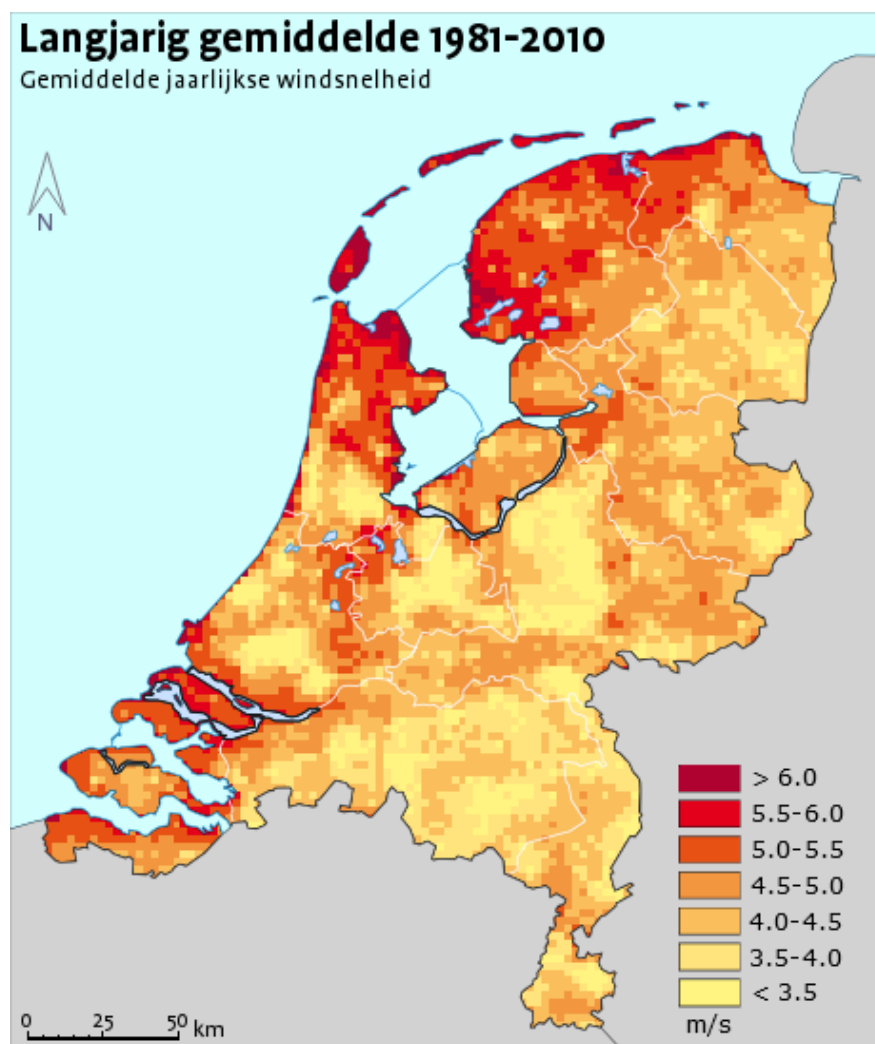 Langjarig gemiddelde 1981-2010
Gemiddelde jaarlijkse windsnelheid
N
> 6.0
5.5-6.0
5.0-5.5
4.5-5.0
4.0-4.5
3.5-4.0
< 3.5
m/s
0 25 50 km